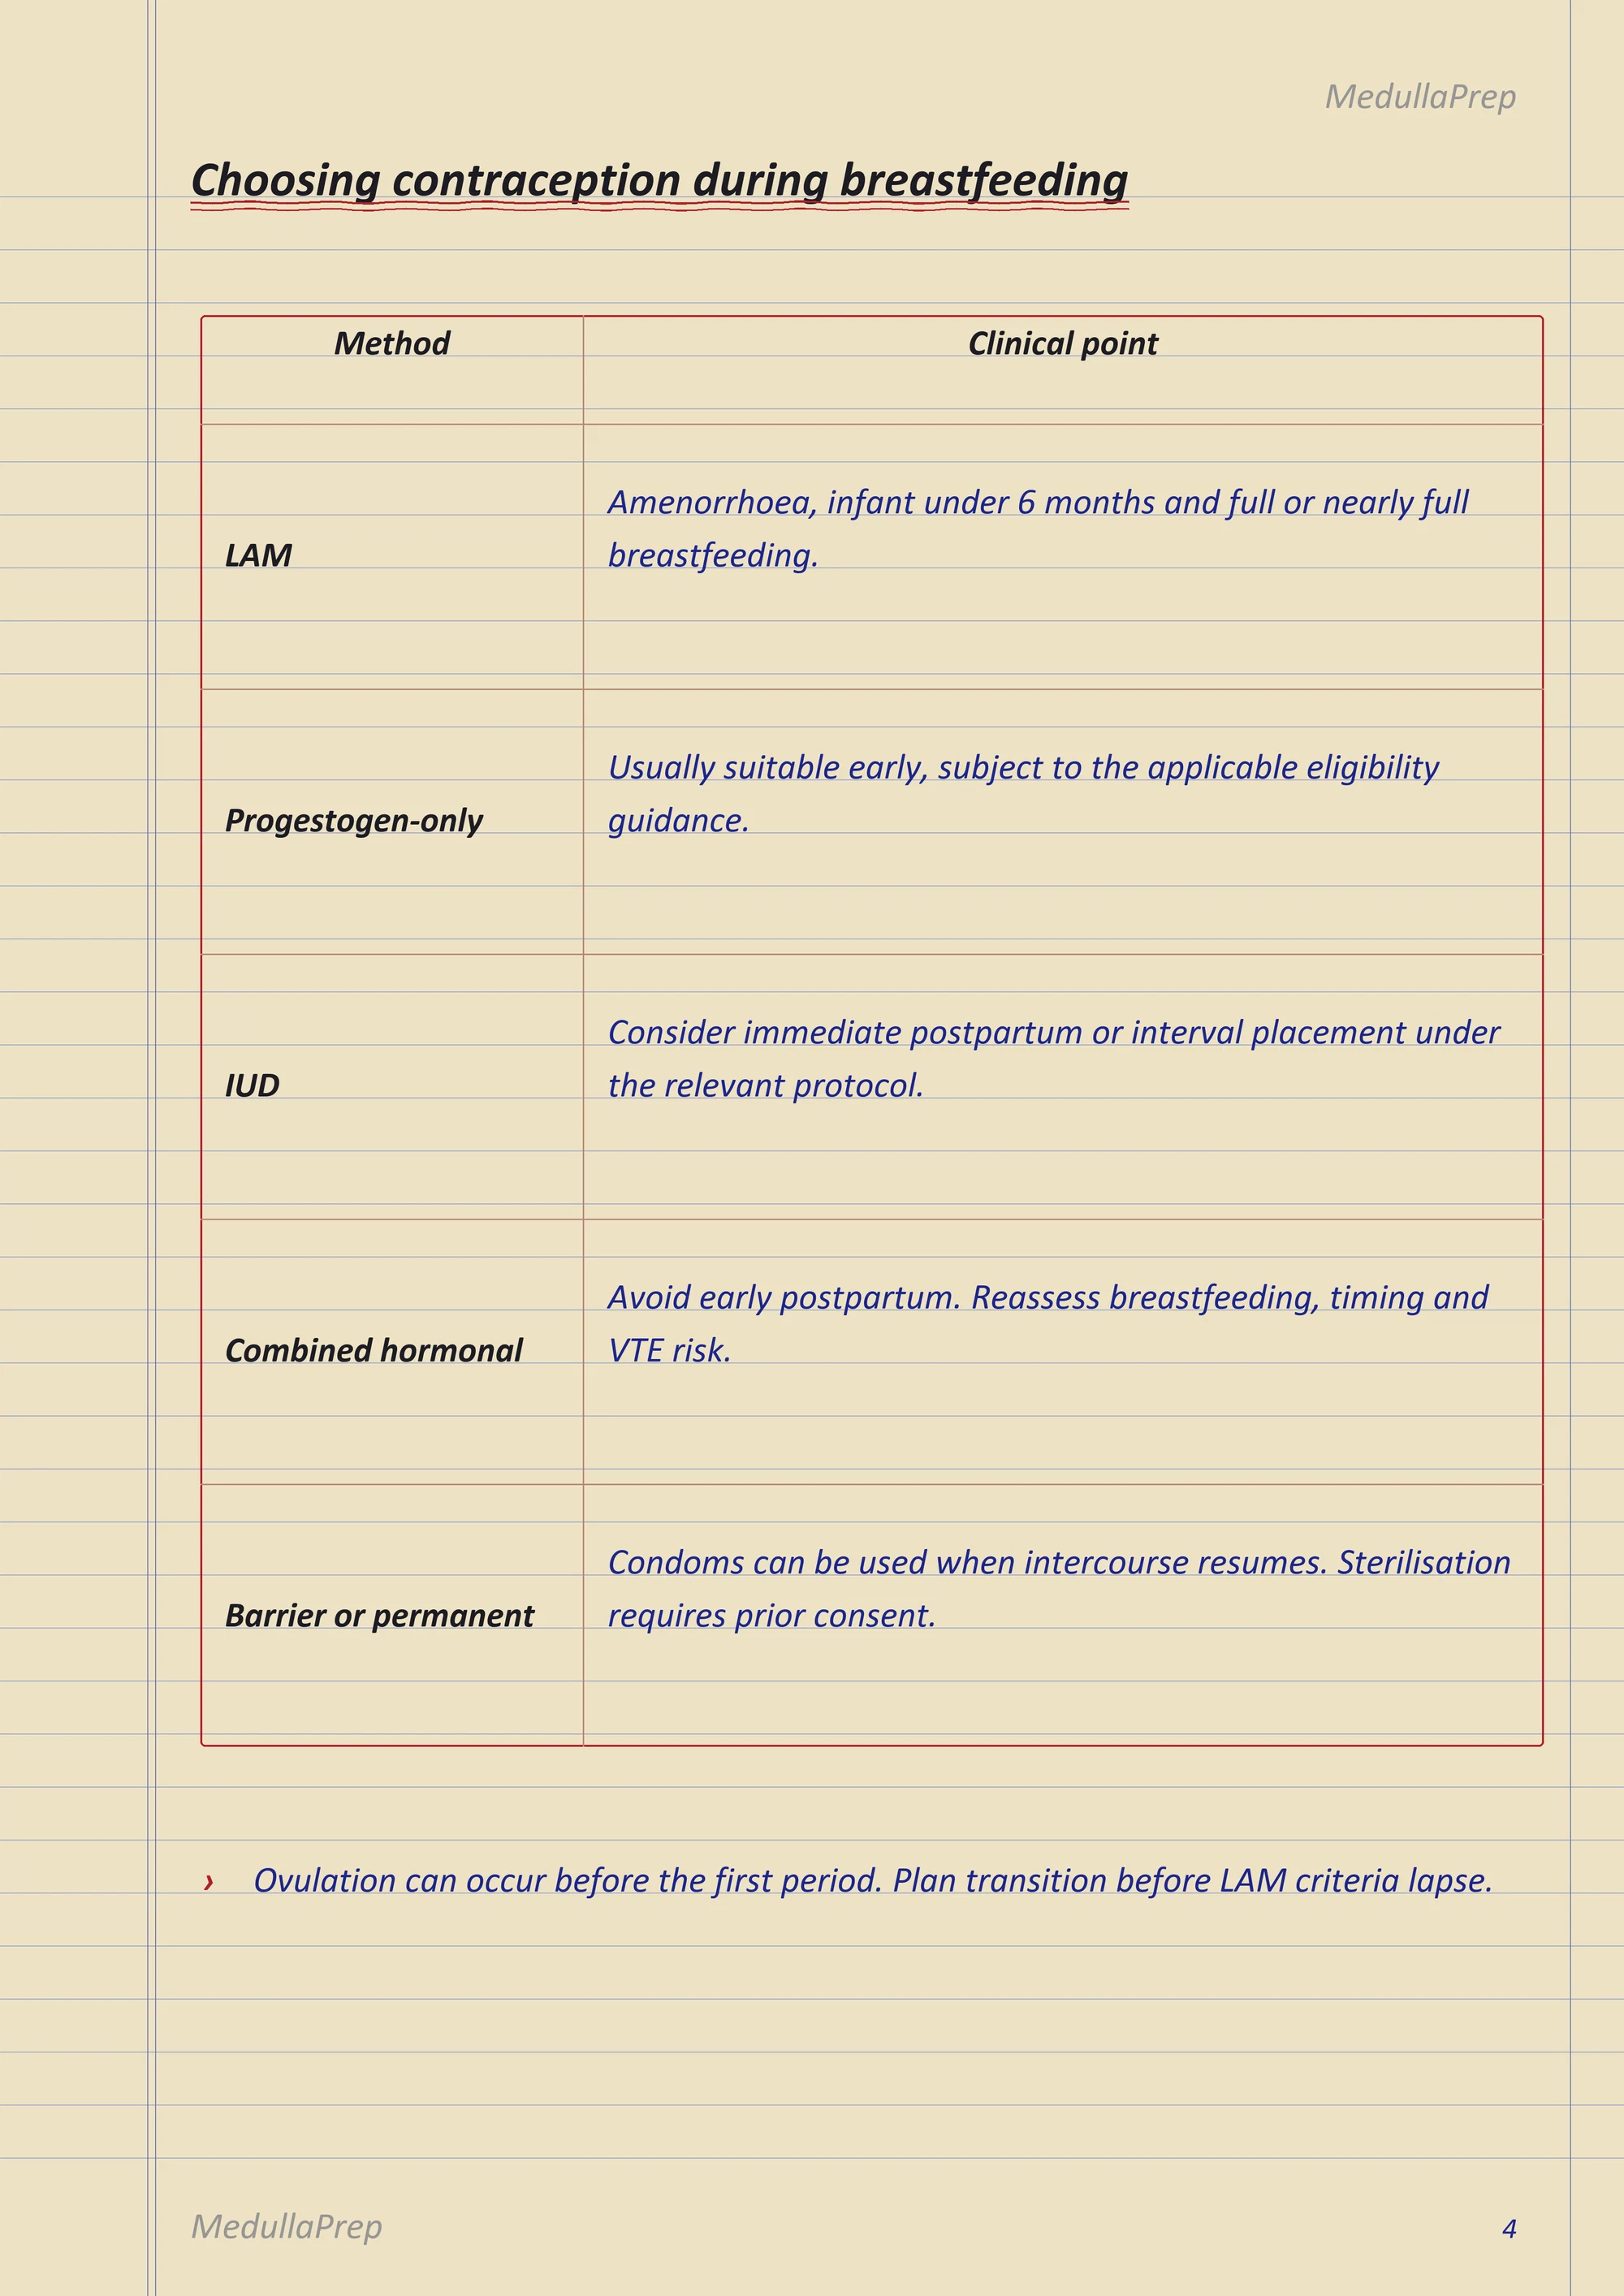 MedullaPrep
Choosing contraception during breastfeeding
Method
Clinical point
LAM
Amenorrhoea, infant under 6 months and full or nearly full
breastfeeding.
Progestogen-only
Usually suitable early, subject to the applicable eligibility
guidance.
IUD
Consider immediate postpartum or interval placement under
the relevant protocol.
Combined hormonal
Avoid early postpartum. Reassess breastfeeding, timing and
VTE risk.
Barrier or permanent
Condoms can be used when intercourse resumes. Sterilisation
requires prior consent.
› Ovulation can occur before the first period. Plan transition before LAM criteria lapse.
MedullaPrep
4